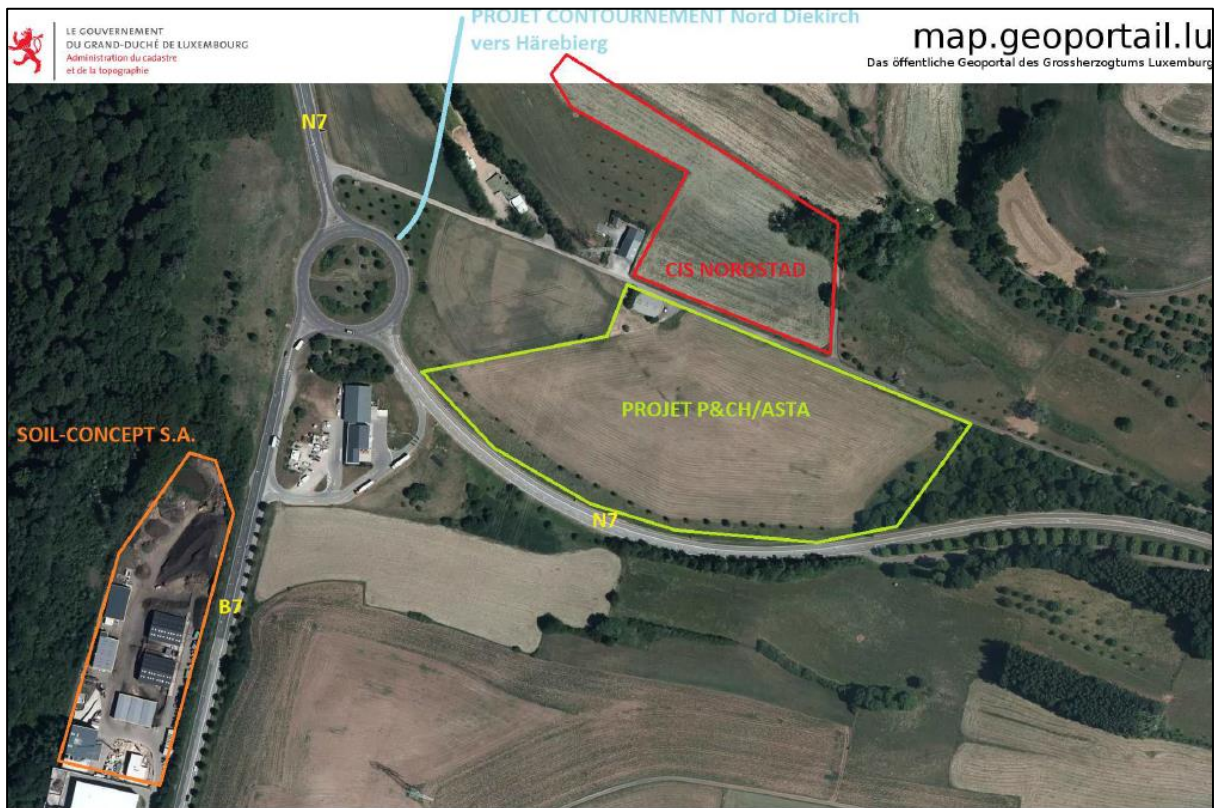 LE GOUVERNEMENT
DU GRAND-DUCHÉ DE LUXEMBOURG
Administration du cadastre
et de la topographie
PROJET CONTOURNEMENT Nord Diekirch
vers Härebierg
map.geoportail.lu
Das öffentliche Geoportal des Grossherzogtums Luxemburg
N7
CIS NORDSTAD
PROJET P&CH/ASTA
SOIL-CONCEPT S.A.
N7
B7